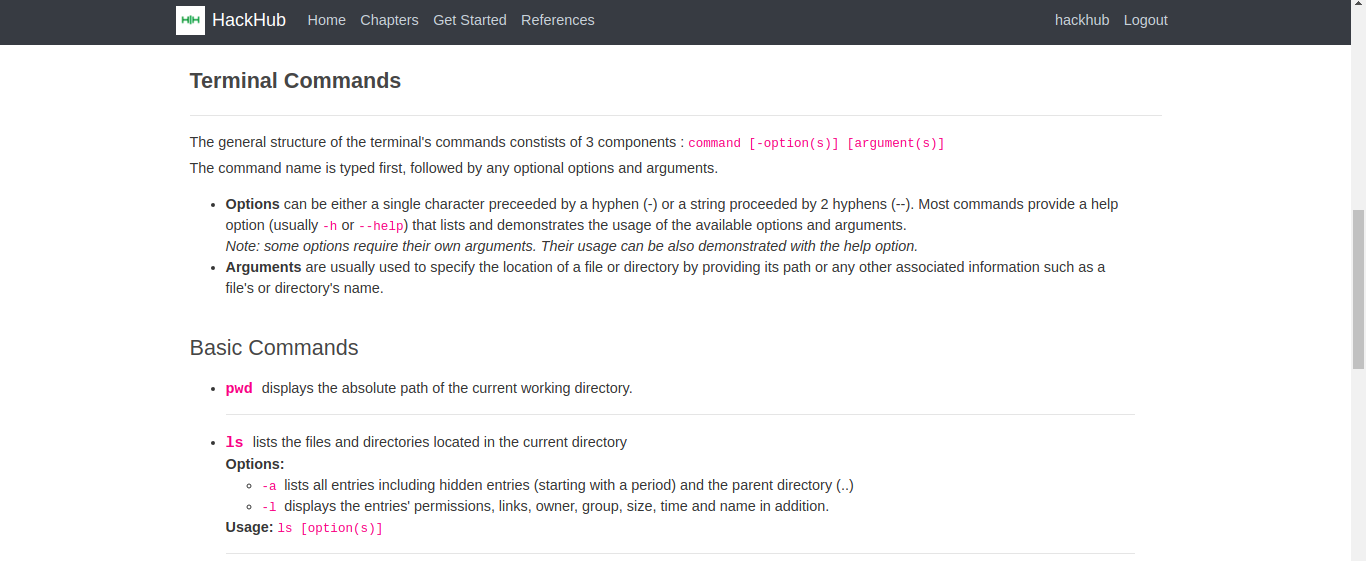 HH HackHub Home Chapters Get Started References hackhub Logout
Terminal Commands
The general structure of the terminal's commands constists of 3 components : command [-option(s)] [argument(s)]
The command name is typed first, followed by any optional options and arguments.
• Options can be either a single character preceeded by a hyphen (-) or a string proceeded by 2 hyphens (--). Most commands provide a help
option (usually -h or --help) that lists and demonstrates the usage of the available options and arguments.
Note: some options require their own arguments. Their usage can be also demonstrated with the help option.
• Arguments are usually used to specify the location of a file or directory by providing its path or any other associated information such as a
file's or directory's name.
Basic Commands
• pwd displays the absolute path of the current working directory.
• ls lists the files and directories located in the current directory
Options:
◦ -a lists all entries including hidden entries (starting with a period) and the parent directory (..)
◦ -l displays the entries' permissions, links, owner, group, size, time and name in addition.
Usage: ls [option(s)]